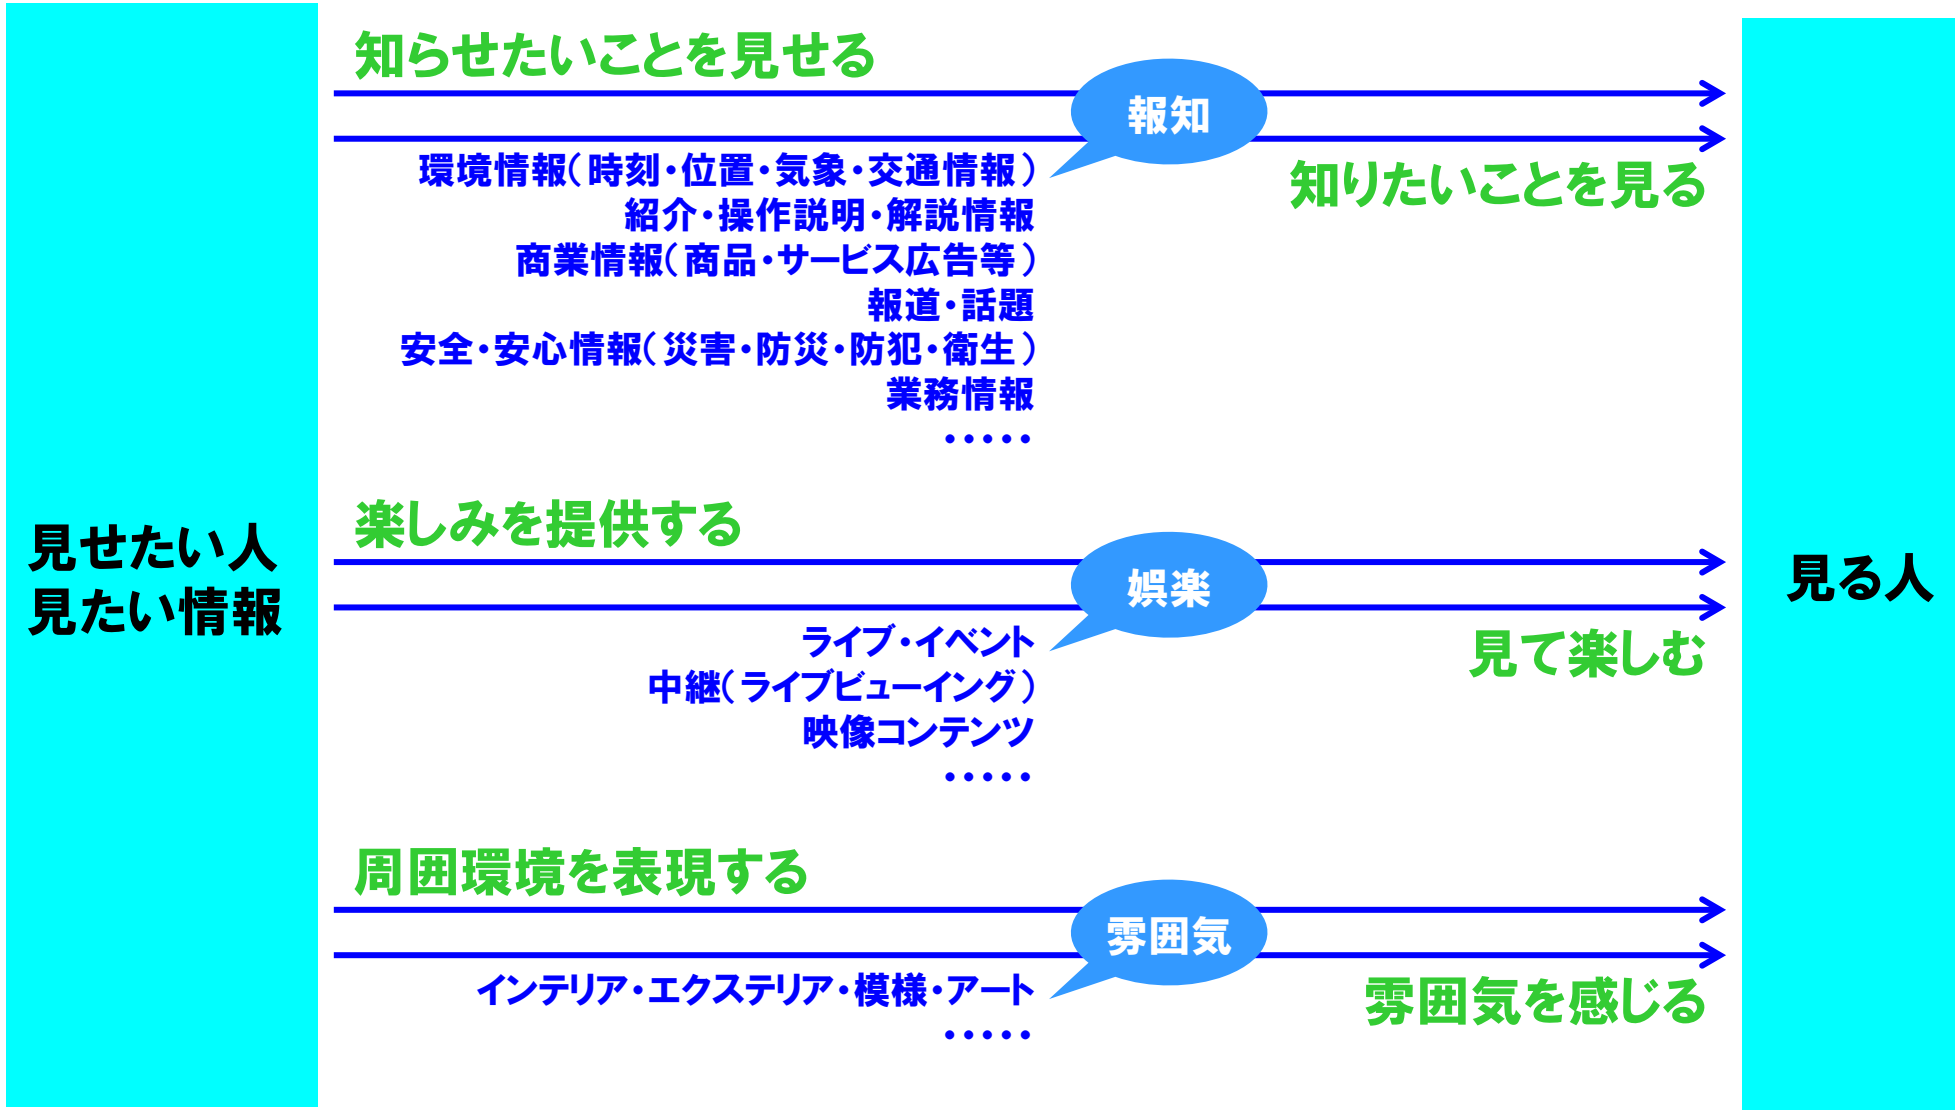 見せたい人
見たい情報
知らせたいことを見せる
報知
知りたいことを見る
環境情報(時刻・位置・気象・交通情報)
紹介・操作説明・解説情報
商業情報(商品・サービス広告等)
報道・話題
安全・安心情報(災害・防災・防犯・衛生)
業務情報
・・・・・
楽しみを提供する
娯楽
見て楽しむ
ライブ・イベント
中継(ライブビューイング)
映像コンテンツ
・・・・・
周囲環境を表現する
雰囲気
雰囲気を感じる
インテリア・エクステリア・模様・アート
・・・・・
見る人